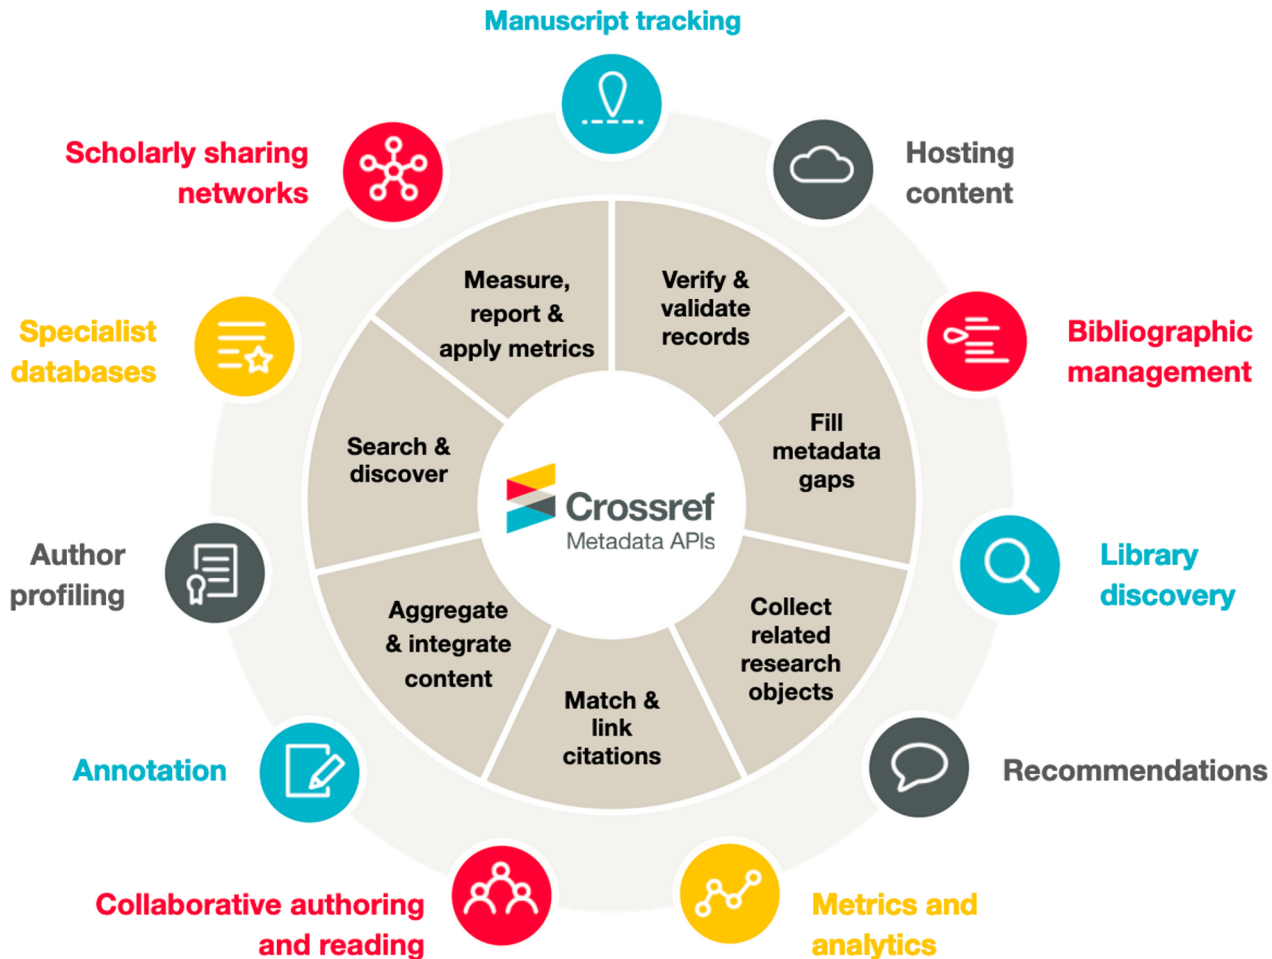 Manuscript tracking
Hosting
content
Bibliographic
management
Library
discovery
Recommendations
Metrics and
analytics
Collaborative authoring
and reading
Annotation
Author
profiling
Specialist
databases
Scholarly sharing
networks
Verify &
validate
records
Fill
metadata
gaps
Collect
related
research
objects
Match &
link
citations
Aggregate
& integrate
content
Search &
discover
Measure,
report &
apply metrics
Crossref
Metadata APIs